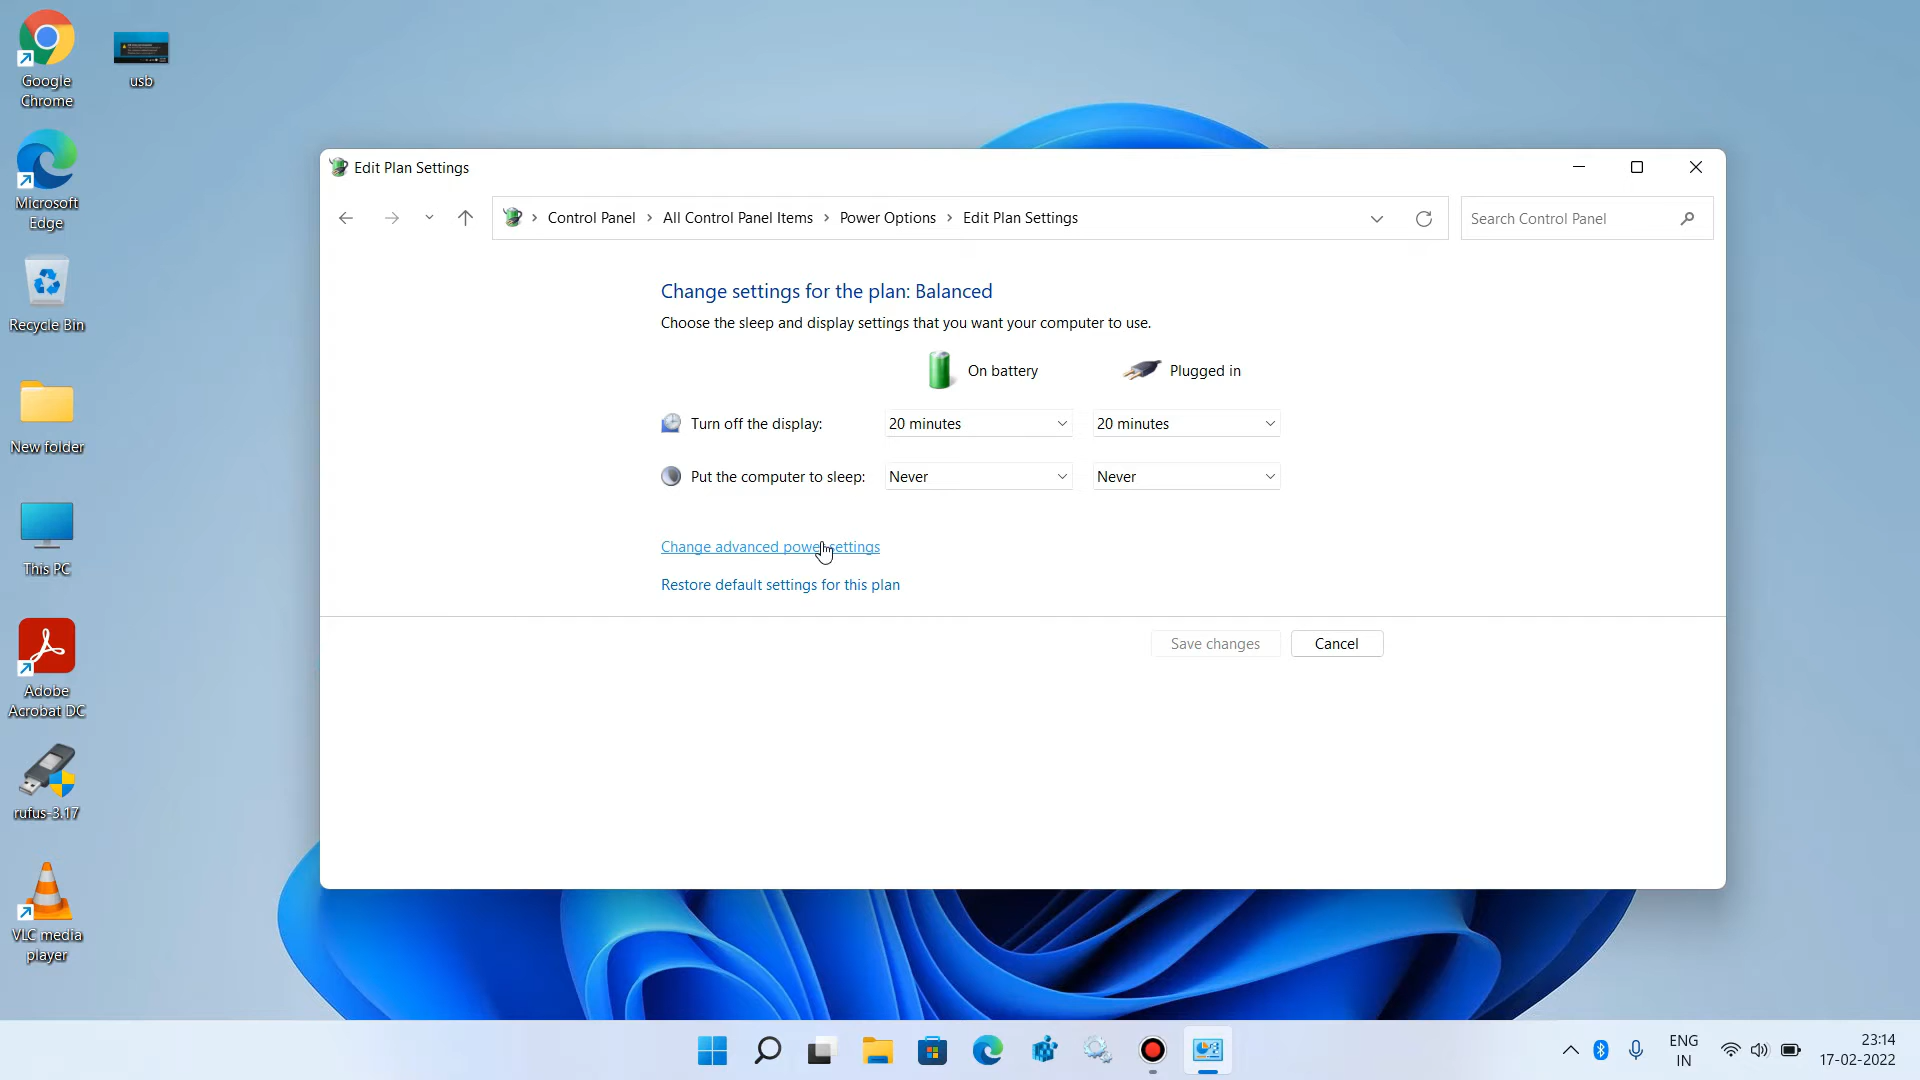 Google
Chrome
usb
Microsoft
Edge
Recycle Bin
New folder
This PC
Adobe
Acrobat DC
rufus-3.17
VLC media
player
Edit Plan Settings
Control Panel > All Control Panel Items > Power Options > Edit Plan Settings
Search Control Panel
Change settings for the plan: Balanced
Choose the sleep and display settings that you want your computer to use.
On battery Plugged in
Turn off the display: 20 minutes 20 minutes
Put the computer to sleep: Never Never
Change advanced power settings
Restore default settings for this plan
Save changes Cancel
ENG
IN
23:14
17-02-2022